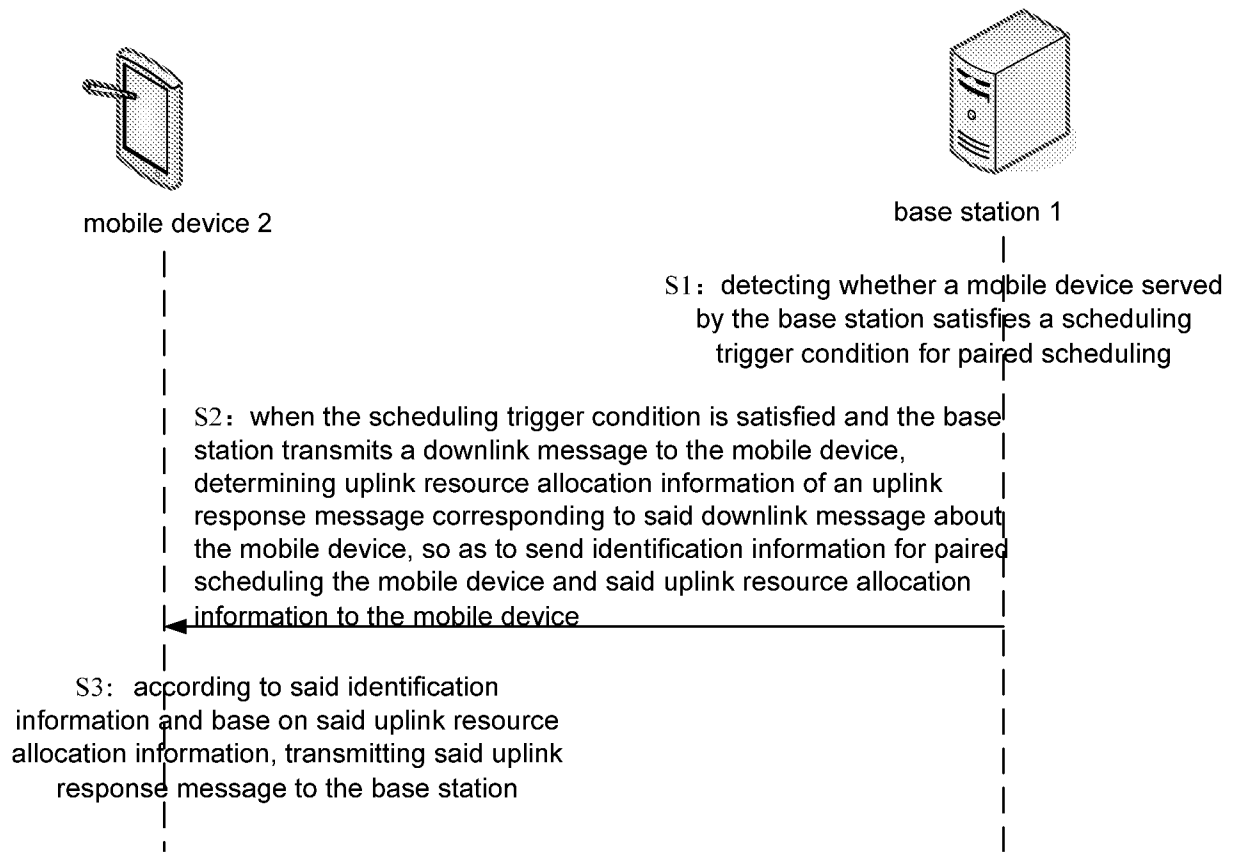 mobile device 2
base station 1
S1: detecting whether a mobile device served
by the base station satisfies a scheduling
trigger condition for paired scheduling
S2: when the scheduling trigger condition is satisfied and the base
station transmits a downlink message to the mobile device,
determining uplink resource allocation information of an uplink
response message corresponding to said downlink message about
the mobile device, so as to send identification information for paired
scheduling the mobile device and said uplink resource allocation
information to the mobile device
S3: according to said identification
information and base on said uplink resource
allocation information, transmitting said uplink
response message to the base station